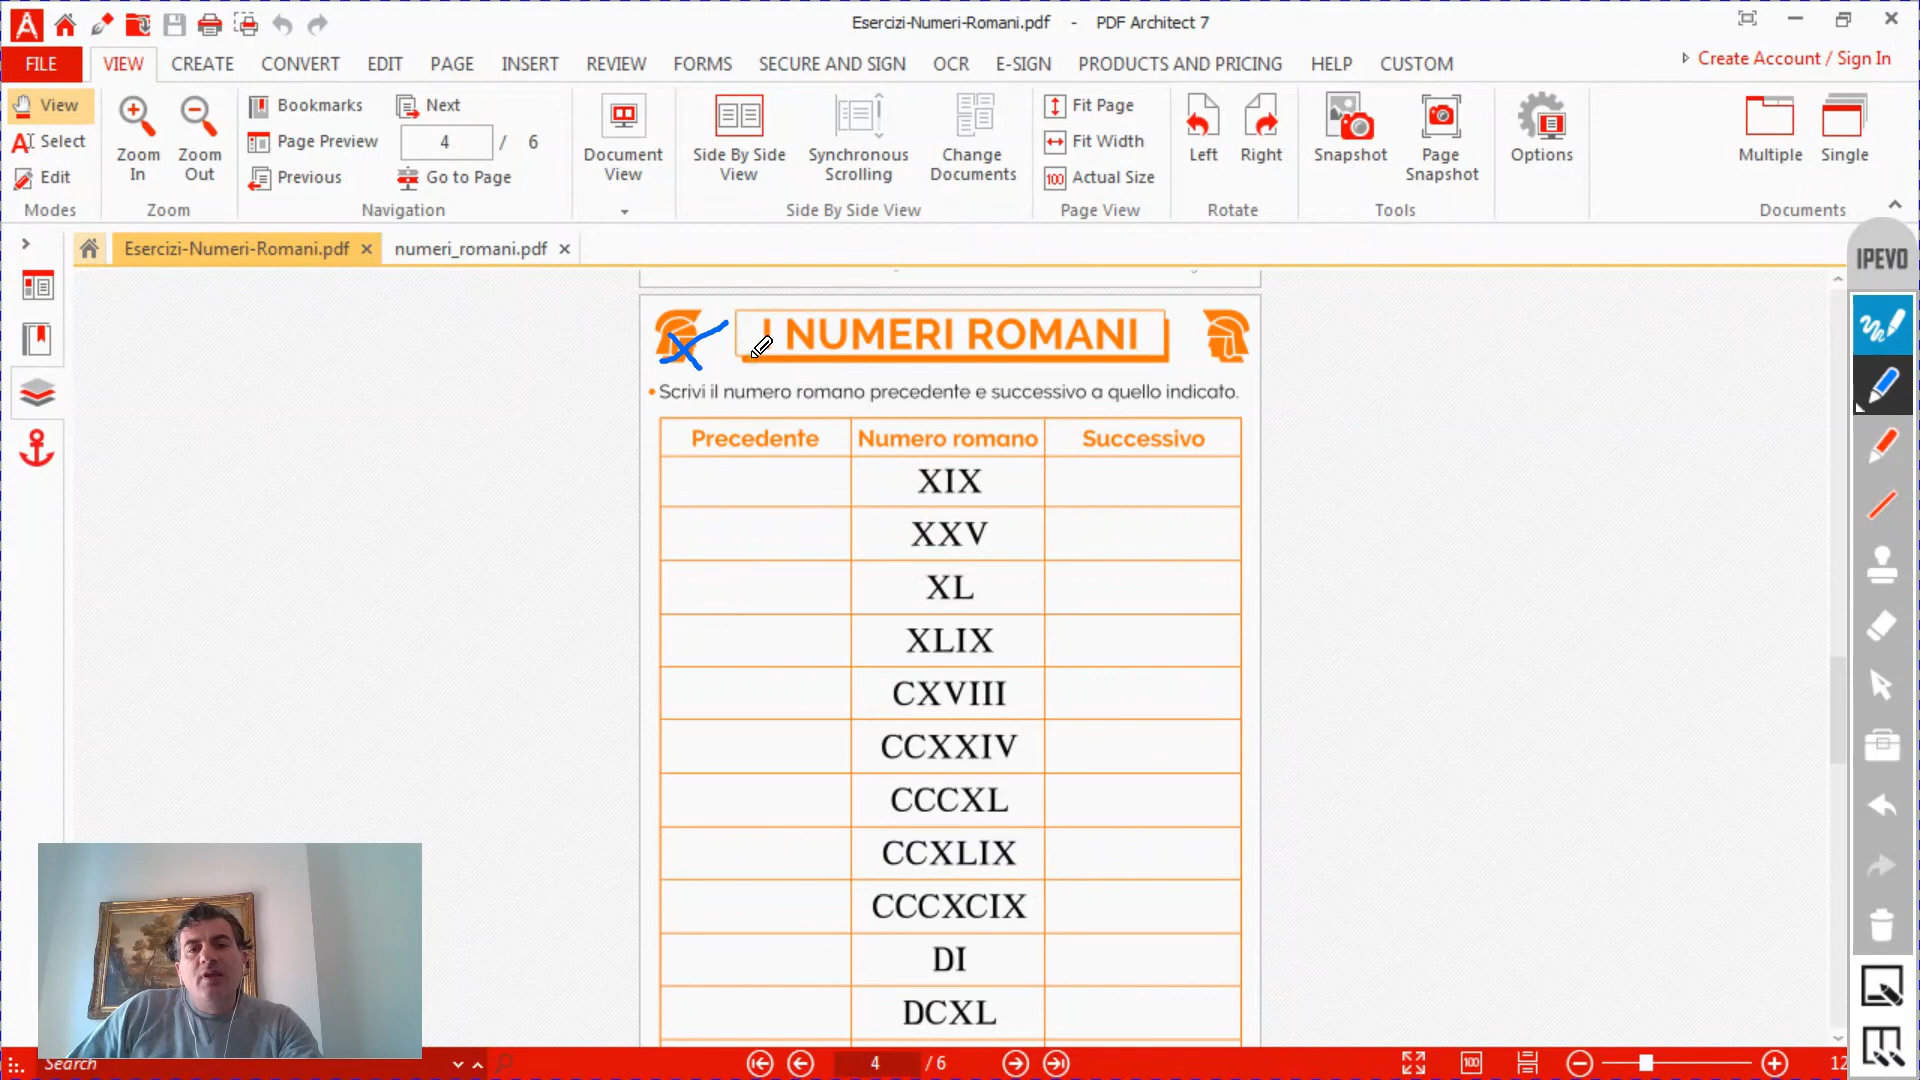 Esercizi-Numeri-Romani.pdf - PDF Architect 7
FILE VIEW CREATE CONVERT EDIT PAGE INSERT REVIEW FORMS SECURE AND SIGN OCR E-SIGN PRODUCTS AND PRICING HELP CUSTOM Create Account / Sign In
View
Select
Edit
Modes
Zoom In
Zoom Out
Zoom
Bookmarks
Page Preview
Previous
Next
4 / 6
Go to Page
Navigation
Document View
Side By Side View
Synchronous Scrolling
Change Documents
Side By Side View
Fit Page
Fit Width
100 Actual Size
Page View
Left
Right
Rotate
Snapshot
Page Snapshot
Tools
Options
Multiple
Single
Documents
Esercizi-Numeri-Romani.pdf numeri_romani.pdf
IPEVO
I NUMERI ROMANI
• Scrivi il numero romano precedente e successivo a quello indicato.
Precedente Numero romano Successivo
XIX
XXV
XL
XLIX
CXVIII
CCXXIV
CCCXL
CCXLIX
CCCXCIX
DI
DCXL
Search
4 / 6
100
12